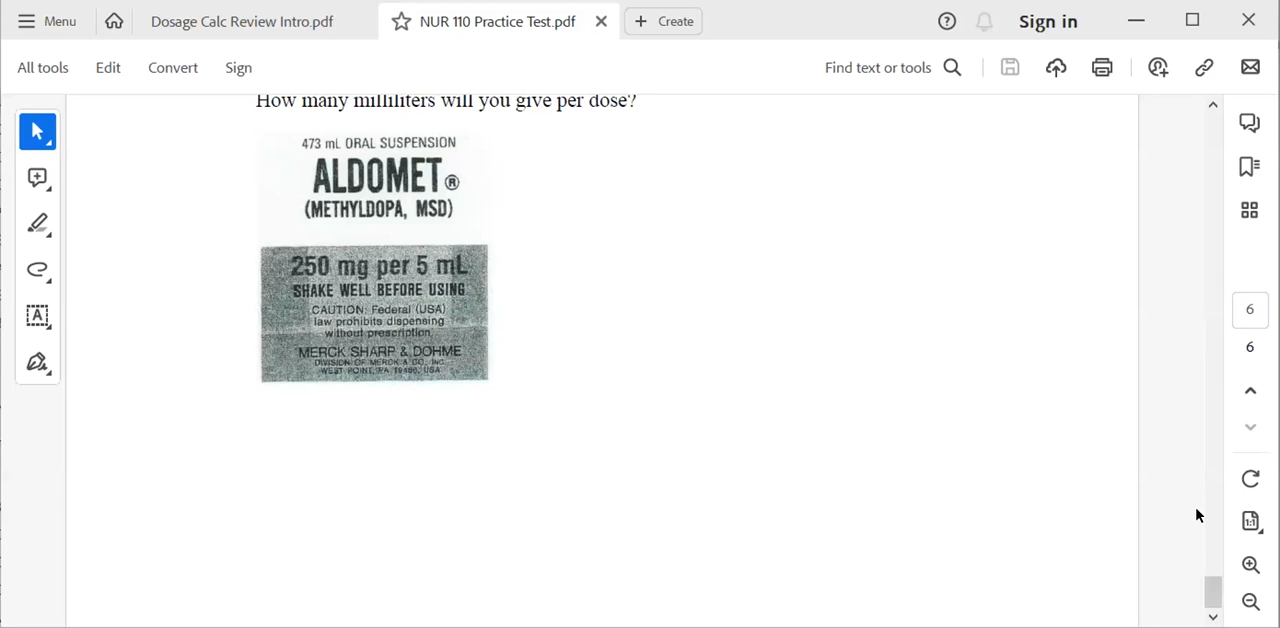 Menu
Dosage Calc Review Intro.pdf
NUR 110 Practice Test.pdf
Create
Sign in
All tools
Edit
Convert
Sign
Find text or tools
How many milliliters will you give per dose?
473 mL ORAL SUSPENSION
ALDOMET®
(METHYLDOPA, MSD)
250 mg per 5 mL
SHAKE WELL BEFORE USING
CAUTION: Federal (USA)
law prohibits dispensing
without prescription.
MERCK SHARP & DOHME
DIVISION OF MERCK & CO., INC.
WEST POINT, PA 19486, USA
6
6
1:1